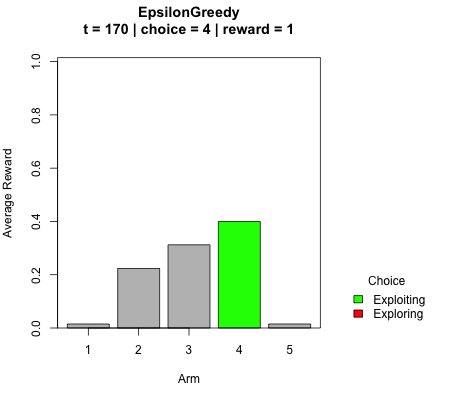 EpsilonGreedy
t = 170 | choice = 4 | reward = 1
1.0
0.8
0.6
0.4
0.2
0.0
Average Reward
1 2 3 4 5
Arm
Choice
Exploiting
Exploring